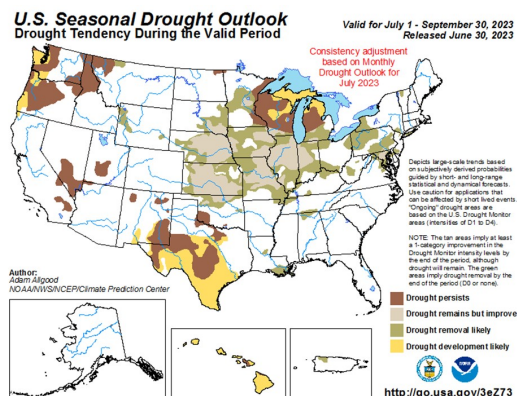 U.S. Seasonal Drought Outlook
Drought Tendency During the Valid Period
Valid for July 1 - September 30, 2023
Released June 30, 2023
Consistency adjustment
based on Monthly
Drought Outlook for
July 2023
Depicts large-scale trends based
on subjectively derived probabilities
guided by short- and long-range
statistical and dynamical forecasts.
Use caution for applications that
can be affected by short lived events.
"Ongoing" drought areas are
based on the U.S. Drought Monitor
areas (intensities of D1 to D4).
NOTE: The tan areas imply at least
a 1-category improvement in the
Drought Monitor intensity levels by
the end of the period, although
drought will remain. The green
areas imply drought removal by the
end of the period (D0 or none).
Author:
Adam Allgood
NOAA/NWS/NCEP/Climate Prediction Center
Drought persists
Drought remains but improve
Drought removal likely
Drought development likely
http://go.usa.gov/3eZ73